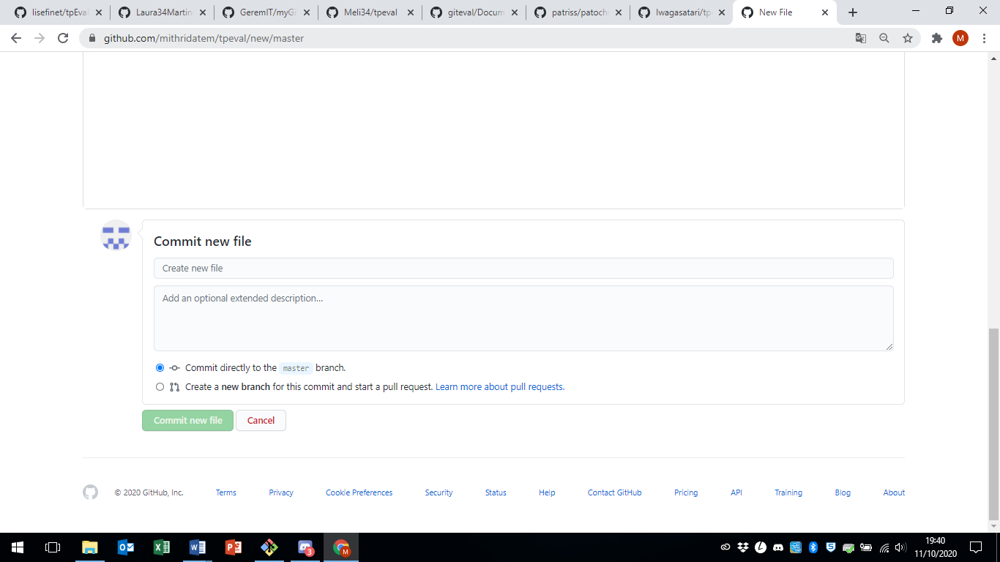 lisefinet/tpEval
Laura34Martin
GeremIT/myGi
Meli34/tpeval
giteval/Docum
patriss/patoche
lwagasatari/tp
New File
github.com/mithridatem/tpeval/new/master
M
Commit new file
Create new file
Add an optional extended description...
Commit directly to the master branch.
Create a new branch for this commit and start a pull request. Learn more about pull requests.
Commit new file Cancel
© 2020 GitHub, Inc. Terms Privacy Cookie Preferences Security Status Help Contact GitHub Pricing API Training Blog About
3
M
19:40
11/10/2020